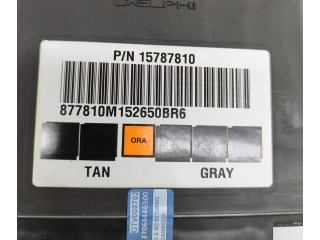 DELPHI
P/N 15787810
877810M152650BR6
ORA
TAN GRAY